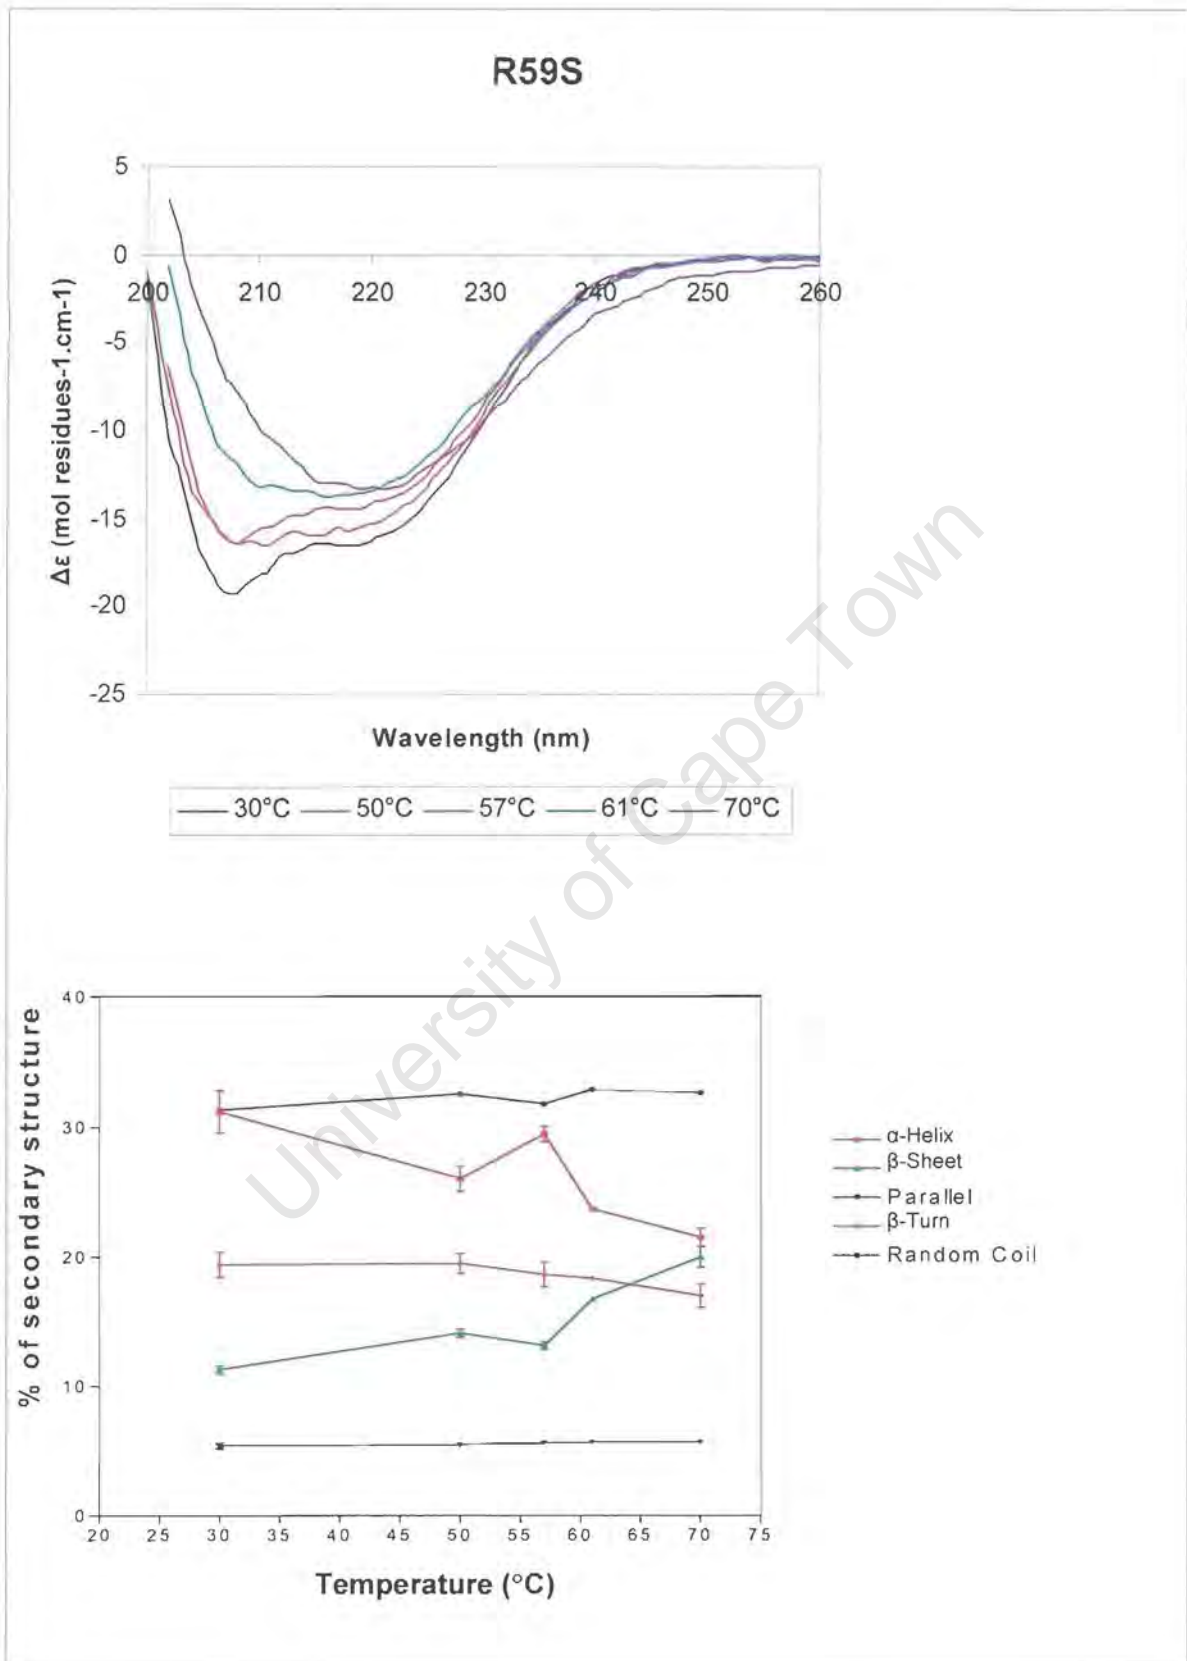 R59S
5
0
-5
-10
-15
-20
-25
200 210 220 230 240 250 260
Δε (mol residues-1.cm-1)
Wavelength (nm)
30°C 50°C 57°C 61°C 70°C
University of Cape Town
40
30
20
10
0
20 25 30 35 40 45 50 55 60 65 70 75
% of secondary structure
Temperature (°C)
α-Helix
β-Sheet
Parallel
β-Turn
Random Coil